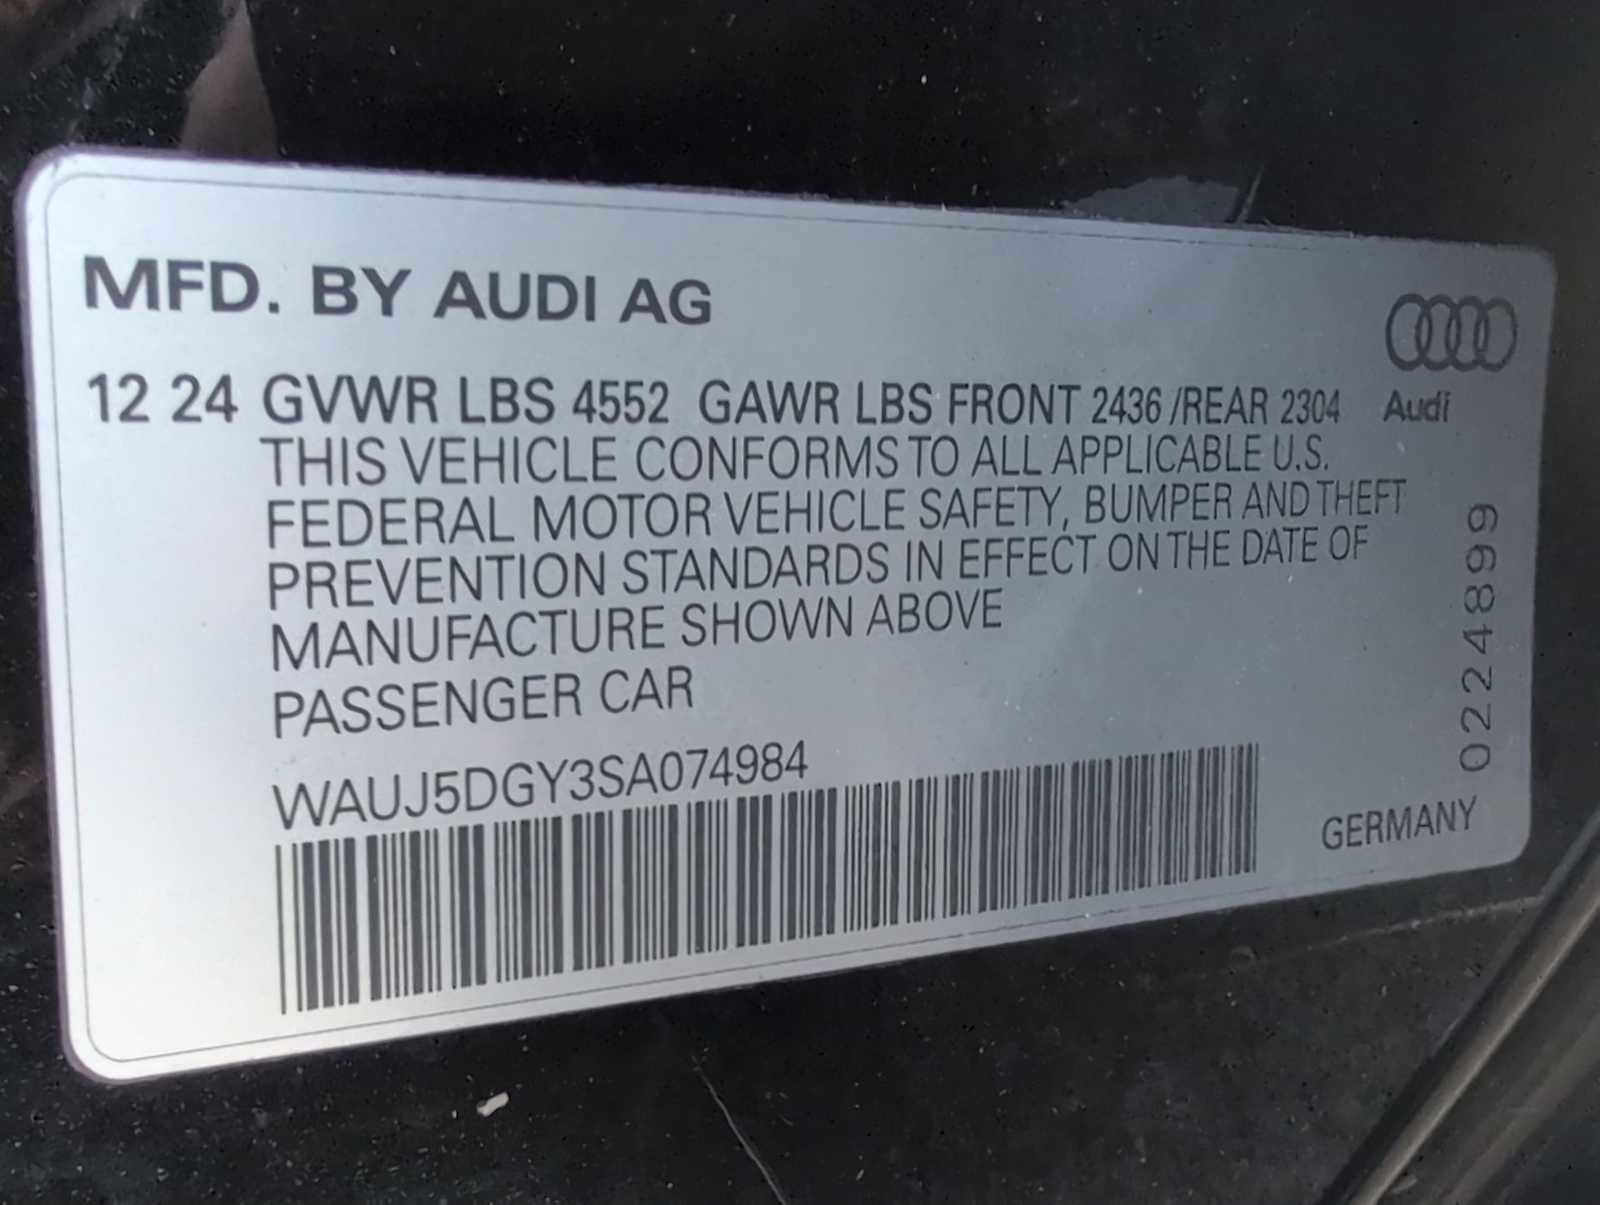 MFD. BY AUDI AG
12 24 GVWR LBS 4552 GAWR LBS FRONT 2436 /REAR 2304
Audi
THIS VEHICLE CONFORMS TO ALL APPLICABLE U.S.
FEDERAL MOTOR VEHICLE SAFETY, BUMPER AND THEFT
PREVENTION STANDARDS IN EFFECT ON THE DATE OF
MANUFACTURE SHOWN ABOVE
PASSENGER CAR
WAUJ5DGY3SA074984
0224899
GERMANY